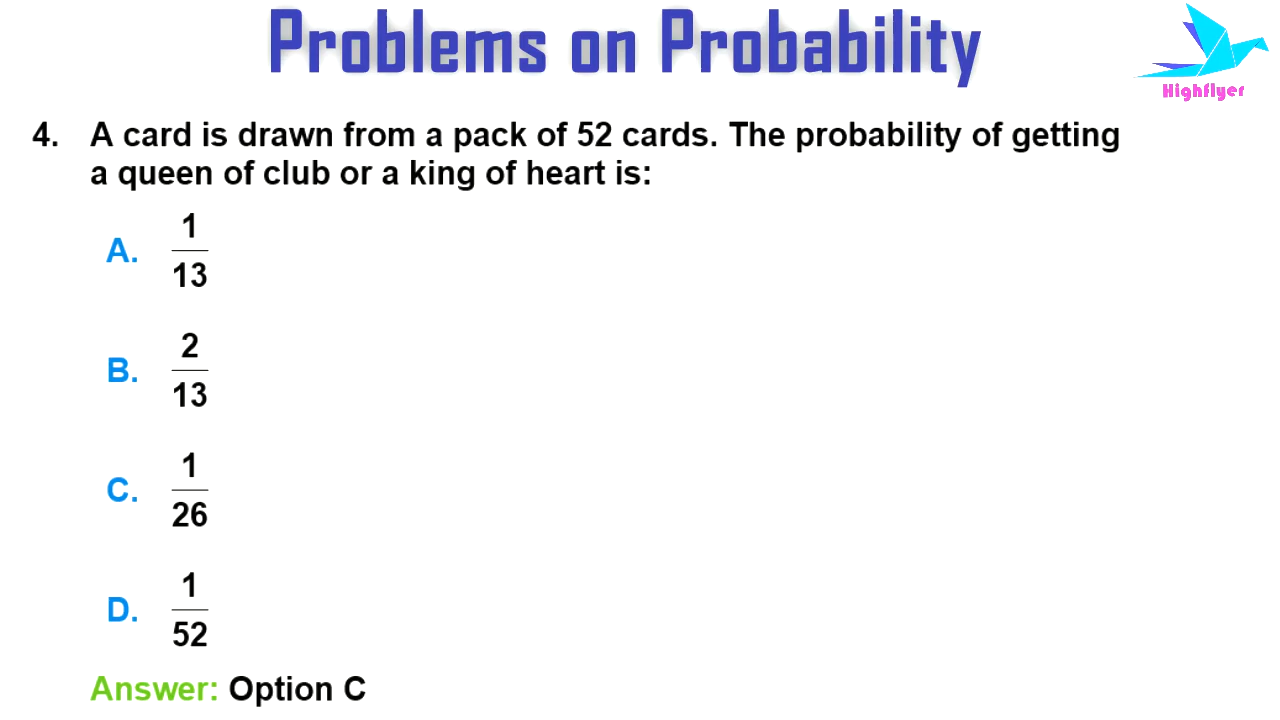 Problems on Probability
Highflyer
4. A card is drawn from a pack of 52 cards. The probability of getting
a queen of club or a king of heart is:
A. 1/13
B. 2/13
C. 1/26
D. 1/52
Answer: Option C